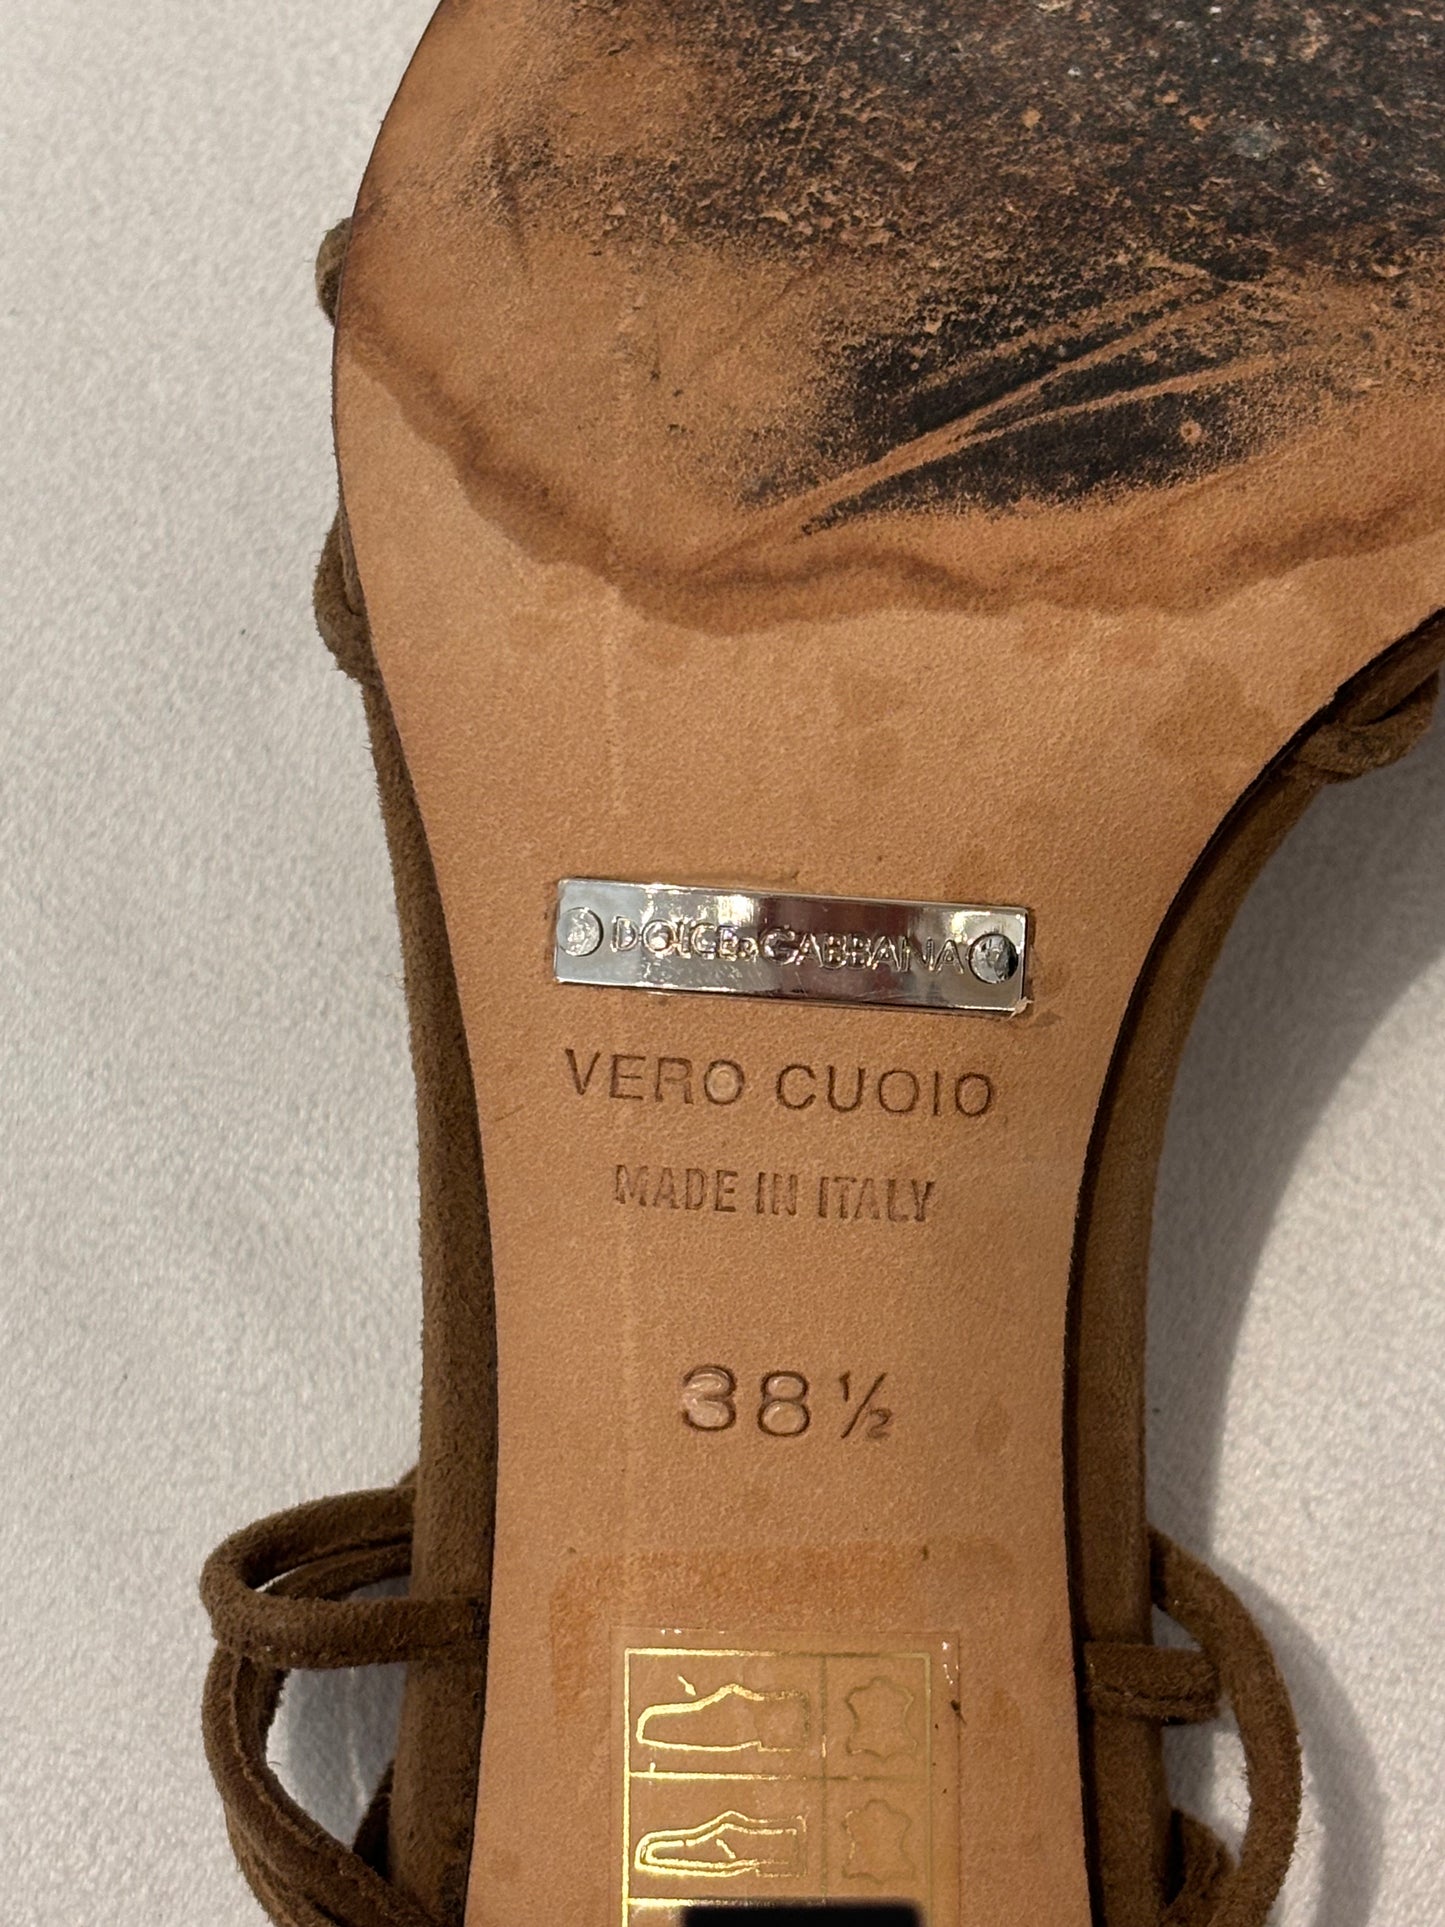 DOLCE&GABBANA
VERO CUOIO
MADE IN ITALY
38½